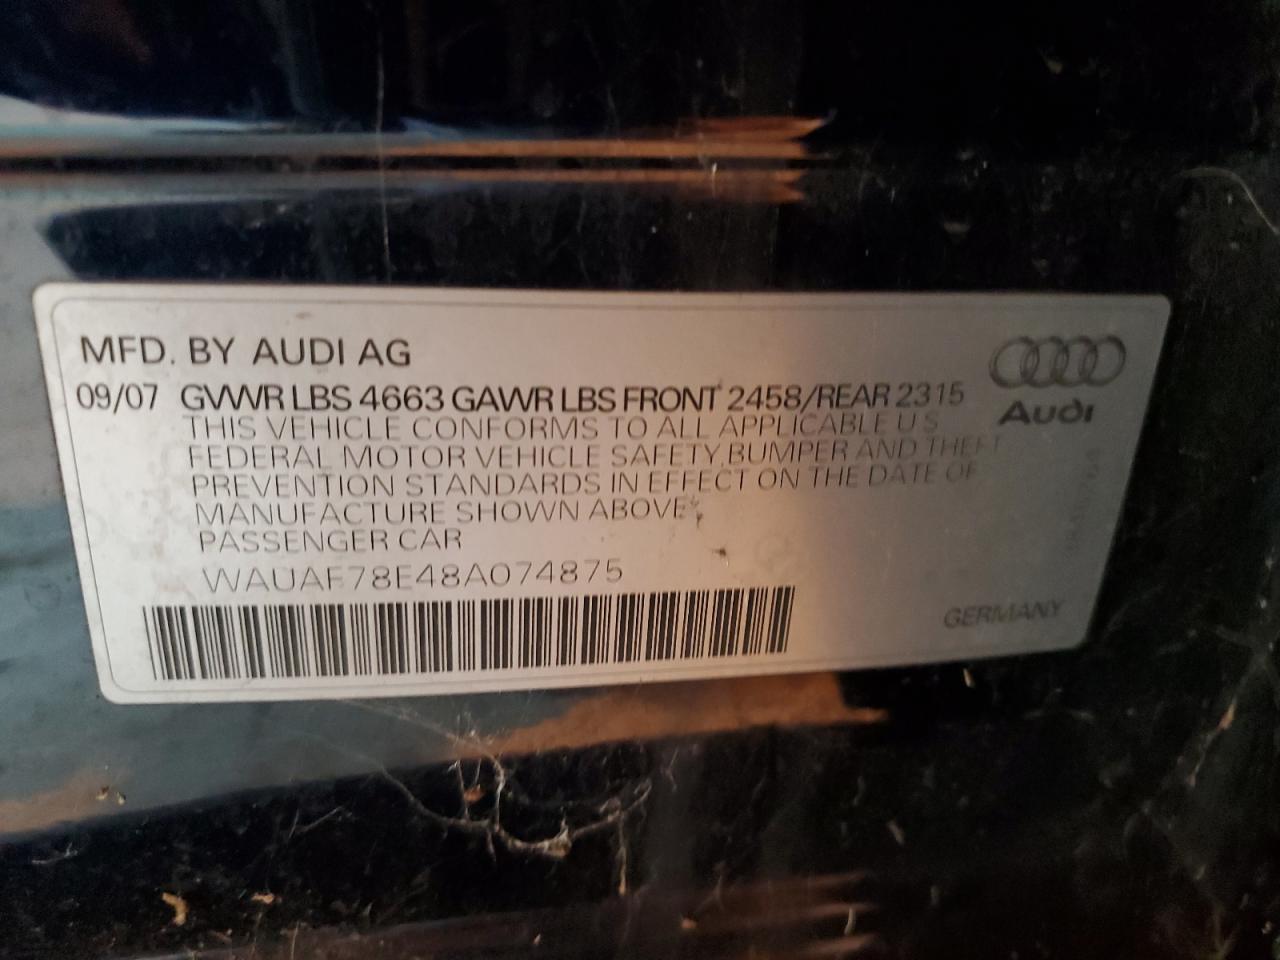 MFD. BY AUDI AG
09/07 GVWR LBS 4663 GAWR LBS FRONT 2458/REAR 2315
THIS VEHICLE CONFORMS TO ALL APPLICABLE U S
FEDERAL MOTOR VEHICLE SAFETY, BUMPER AND THEFT
PREVENTION STANDARDS IN EFFECT ON THE DATE OF
MANUFACTURE SHOWN ABOVE
PASSENGER CAR
WAUAF78E48A074875
Audi
GERMANY